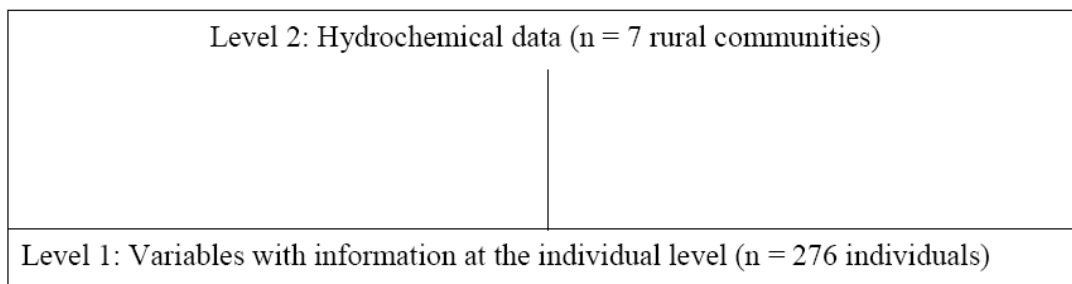 Level 2: Hydrochemical data (n = 7 rural communities)
Level 1: Variables with information at the individual level (n = 276 individuals)